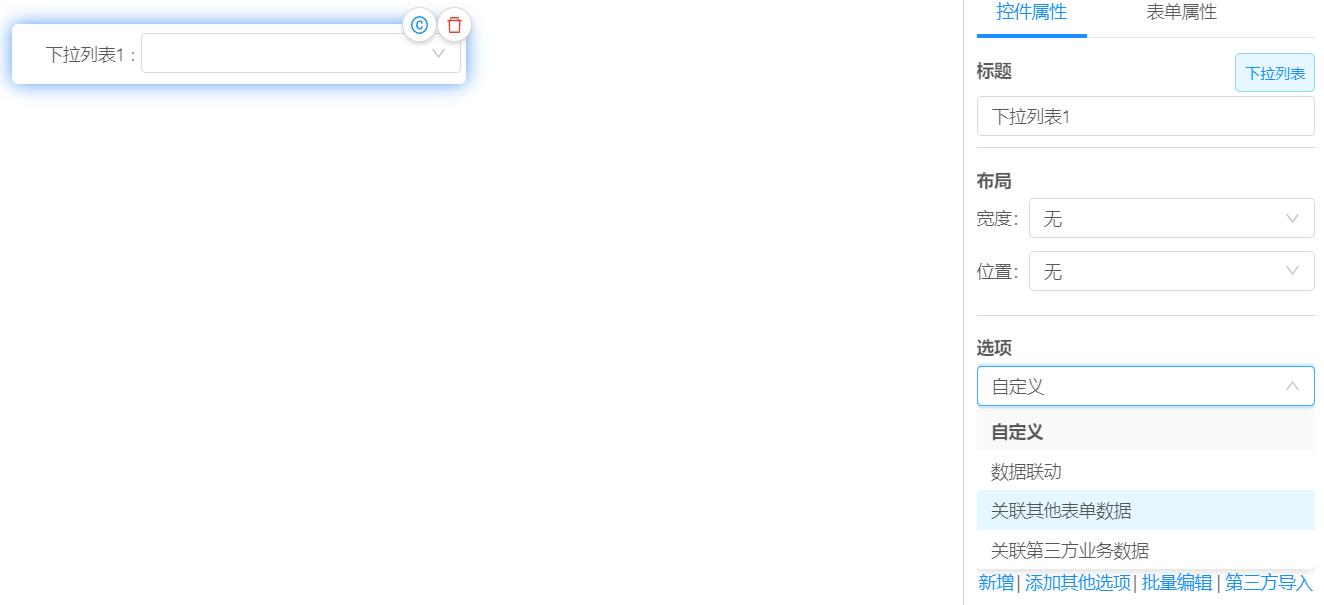 下拉列表1 :
控件属性
表单属性
标题
下拉列表
下拉列表1
布局
宽度:
无
位置:
无
选项
自定义
自定义
数据联动
关联其他表单数据
关联第三方业务数据
新增| 添加其他选项| 批量编辑 | 第三方导入